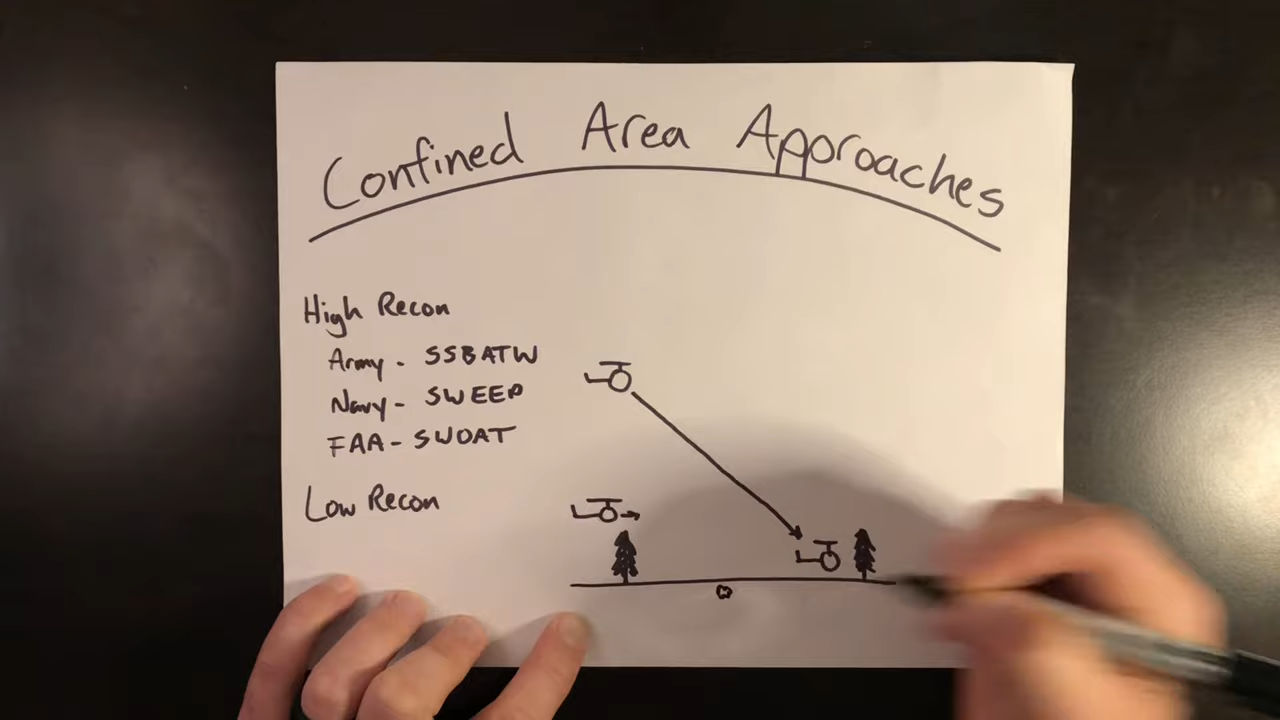 Confined Area Approaches
High Recon
Army - SSBATW
Navy - SWEEP
FAA - SWOAT
Low Recon
H